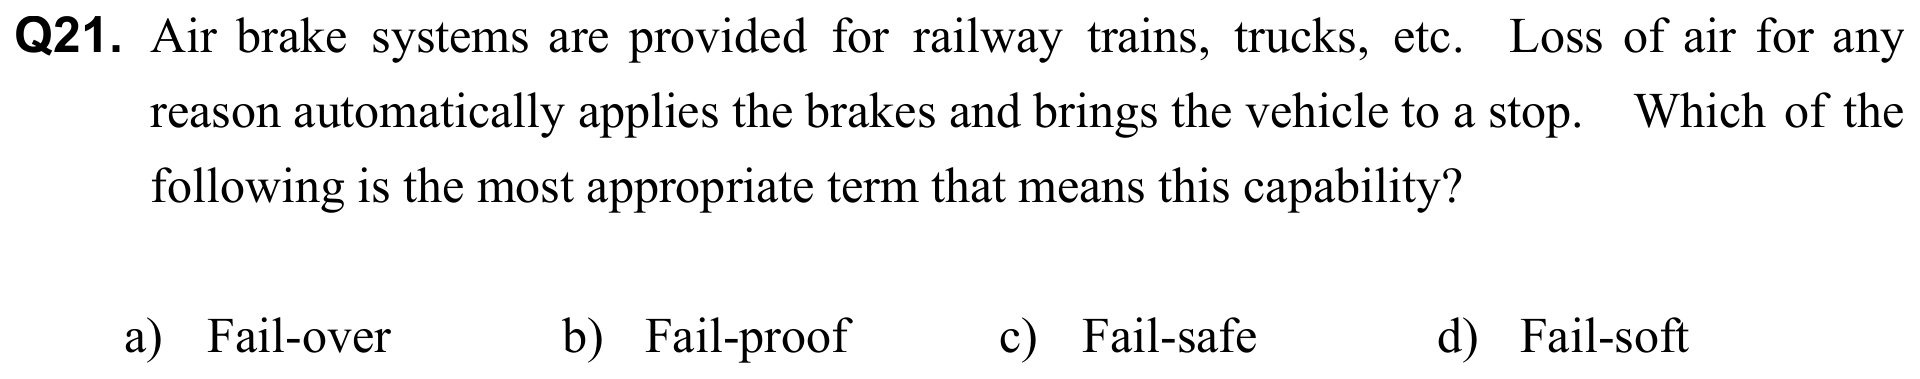 Q21. Air brake systems are provided for railway trains, trucks, etc. Loss of air for any
reason automatically applies the brakes and brings the vehicle to a stop. Which of the
following is the most appropriate term that means this capability?
a) Fail-over b) Fail-proof c) Fail-safe d) Fail-soft